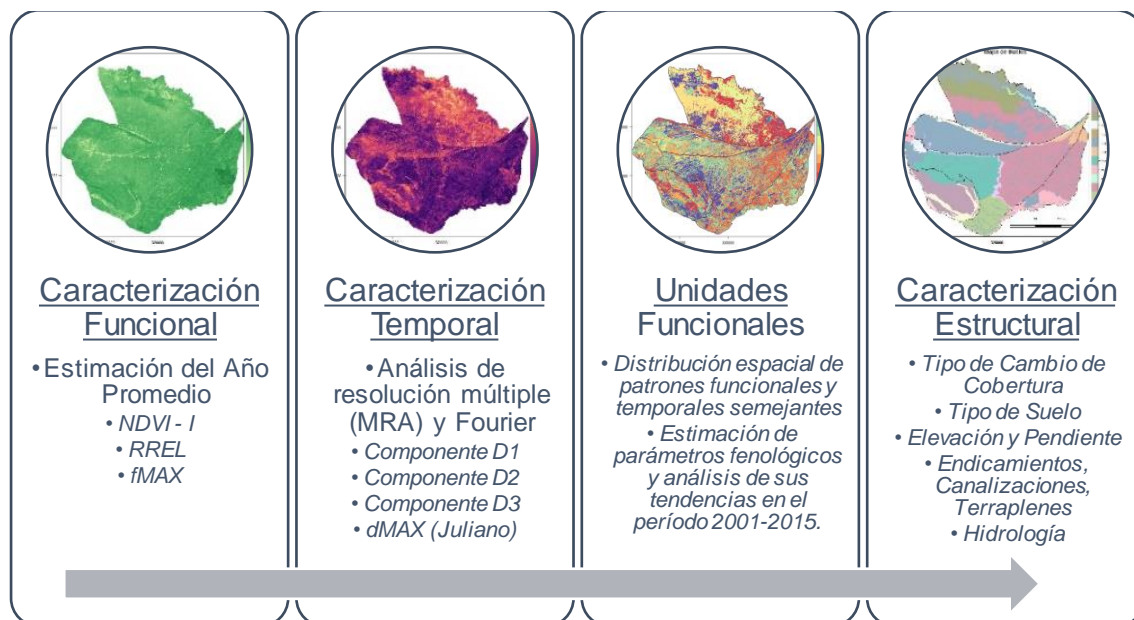 Caracterización
Funcional
• Estimación del Año
Promedio
• NDVI - I
• RREL
• fMAX
Caracterización
Temporal
• Análisis de
resolución múltiple
(MRA) y Fourier
• Componente D1
• Componente D2
• Componente D3
• dMAX (Juliano)
Unidades
Funcionales
• Distribución espacial de
patrones funcionales y
temporales semejantes
• Estimación de
parámetros fenológicos
y análisis de sus
tendencias en el
período 2001-2015.
Caracterización
Estructural
• Tipo de Cambio de
Cobertura
• Tipo de Suelo
• Elevación y Pendiente
• Endicamientos,
Canalizaciones,
Terraplenes
• Hidrología